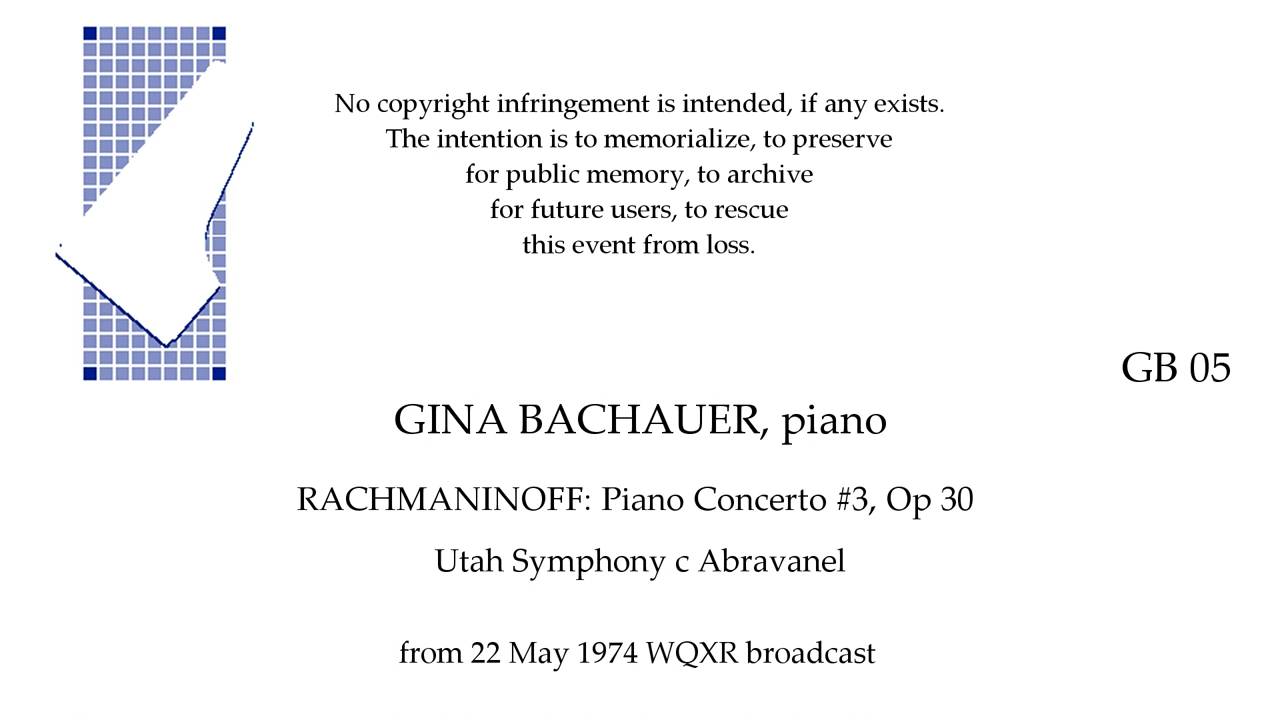 No copyright infringement is intended, if any exists.
The intention is to memorialize, to preserve
for public memory, to archive
for future users, to rescue
this event from loss.
GB 05
GINA BACHAUER, piano
RACHMANINOFF: Piano Concerto #3, Op 30
Utah Symphony c Abravanel
from 22 May 1974 WQXR broadcast